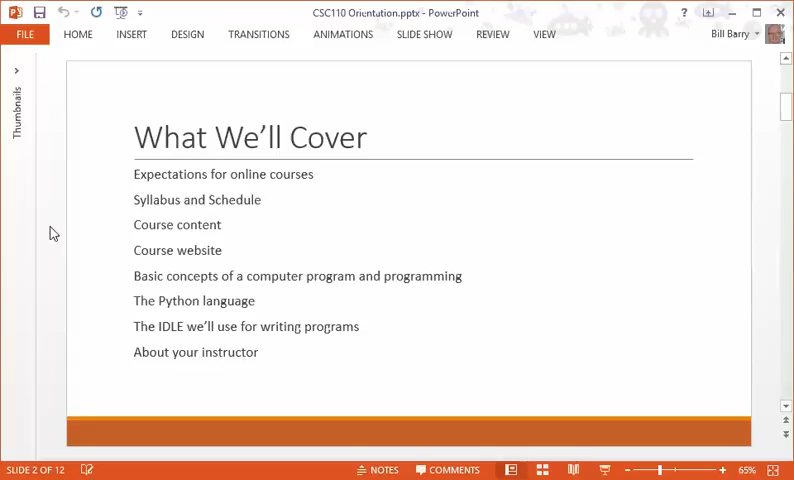 CSC110 Orientation.pptx - PowerPoint
FILE HOME INSERT DESIGN TRANSITIONS ANIMATIONS SLIDE SHOW REVIEW VIEW Bill Barry
Thumbnails
What We'll Cover
Expectations for online courses
Syllabus and Schedule
Course content
Course website
Basic concepts of a computer program and programming
The Python language
The IDLE we'll use for writing programs
About your instructor
SLIDE 2 OF 12 NOTES COMMENTS 65%